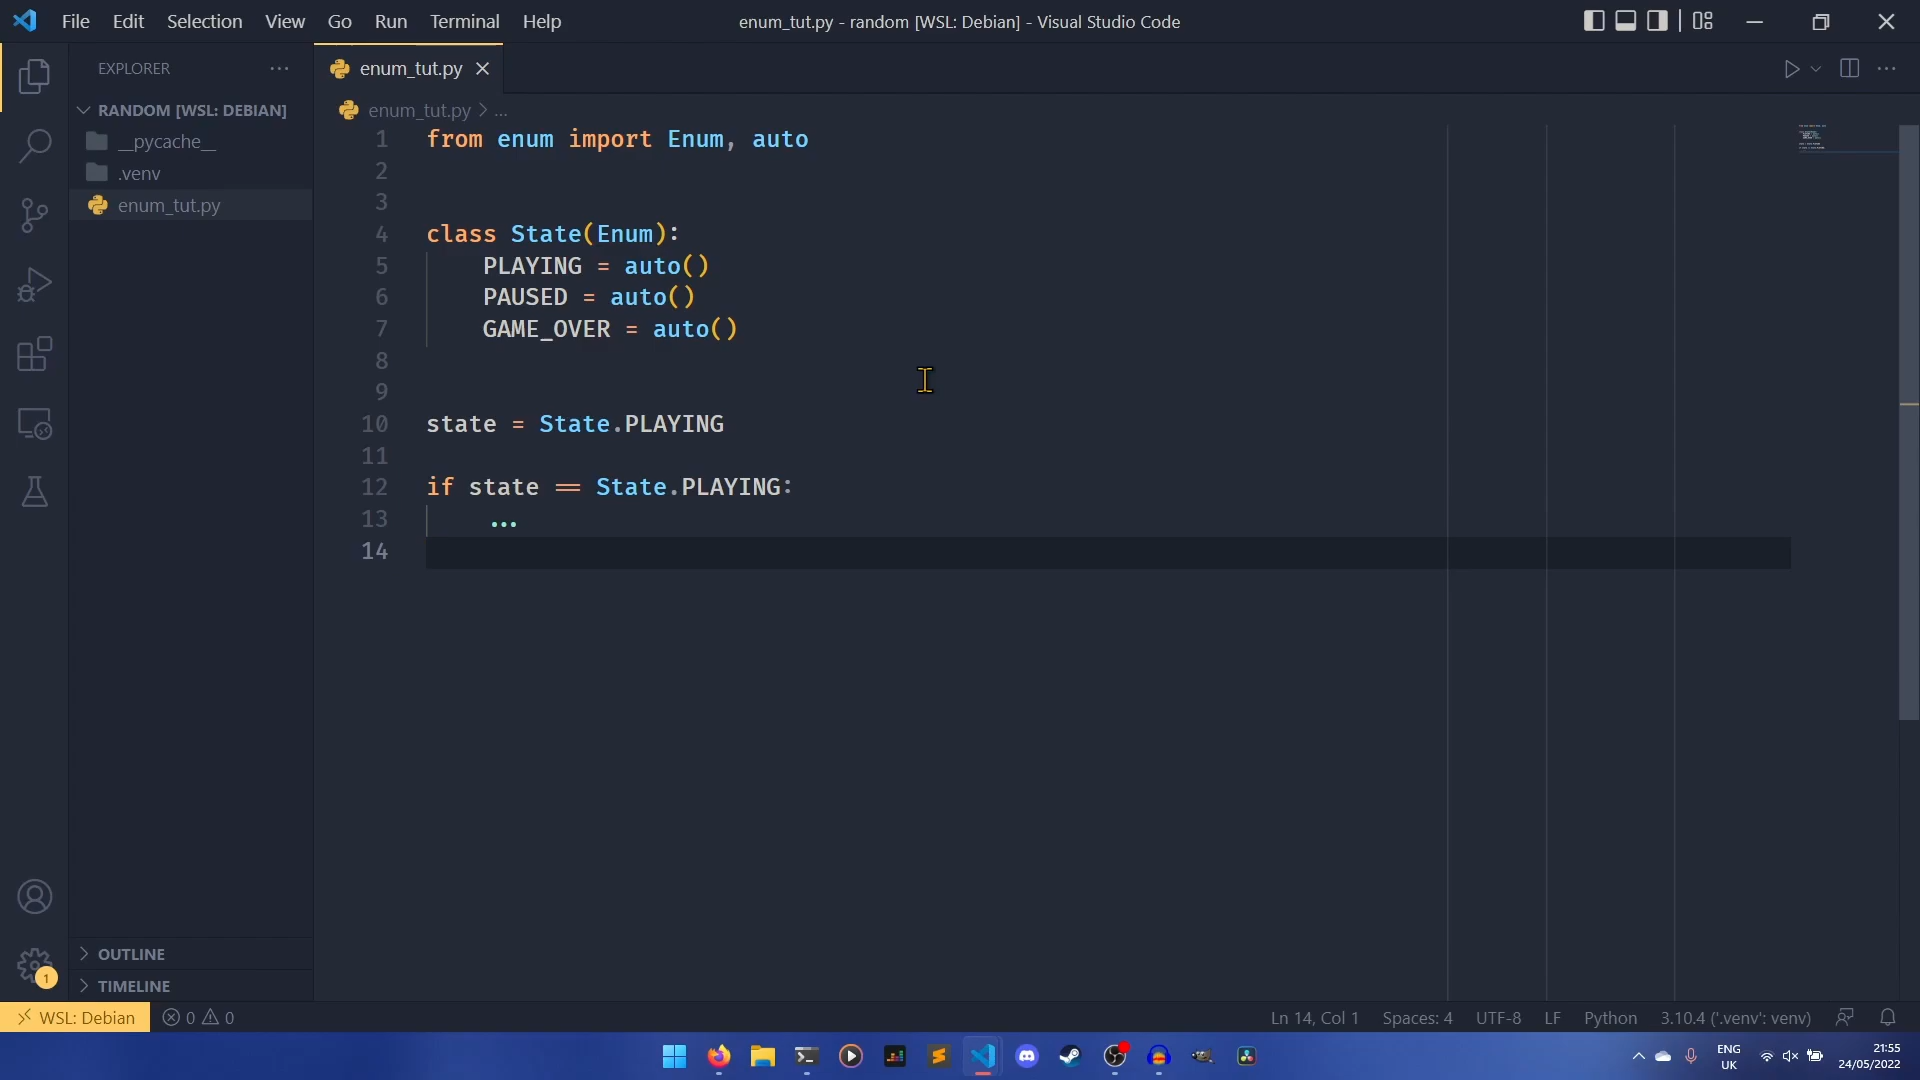 File Edit Selection View Go Run Terminal Help
enum_tut.py - random [WSL: Debian] - Visual Studio Code
EXPLORER
RANDOM [WSL: DEBIAN]
__pycache__
.venv
enum_tut.py
OUTLINE
TIMELINE
enum_tut.py
enum_tut.py > ...
1 from enum import Enum, auto
2
3
4 class State(Enum):
5 PLAYING = auto()
6 PAUSED = auto()
7 GAME_OVER = auto()
8
9
10 state = State.PLAYING
11
12 if state == State.PLAYING:
13 ...
14
1
WSL: Debian 0 0
Ln 14, Col 1 Spaces: 4 UTF-8 LF Python 3.10.4 ('.venv': venv)
ENG
UK
21:55
24/05/2022